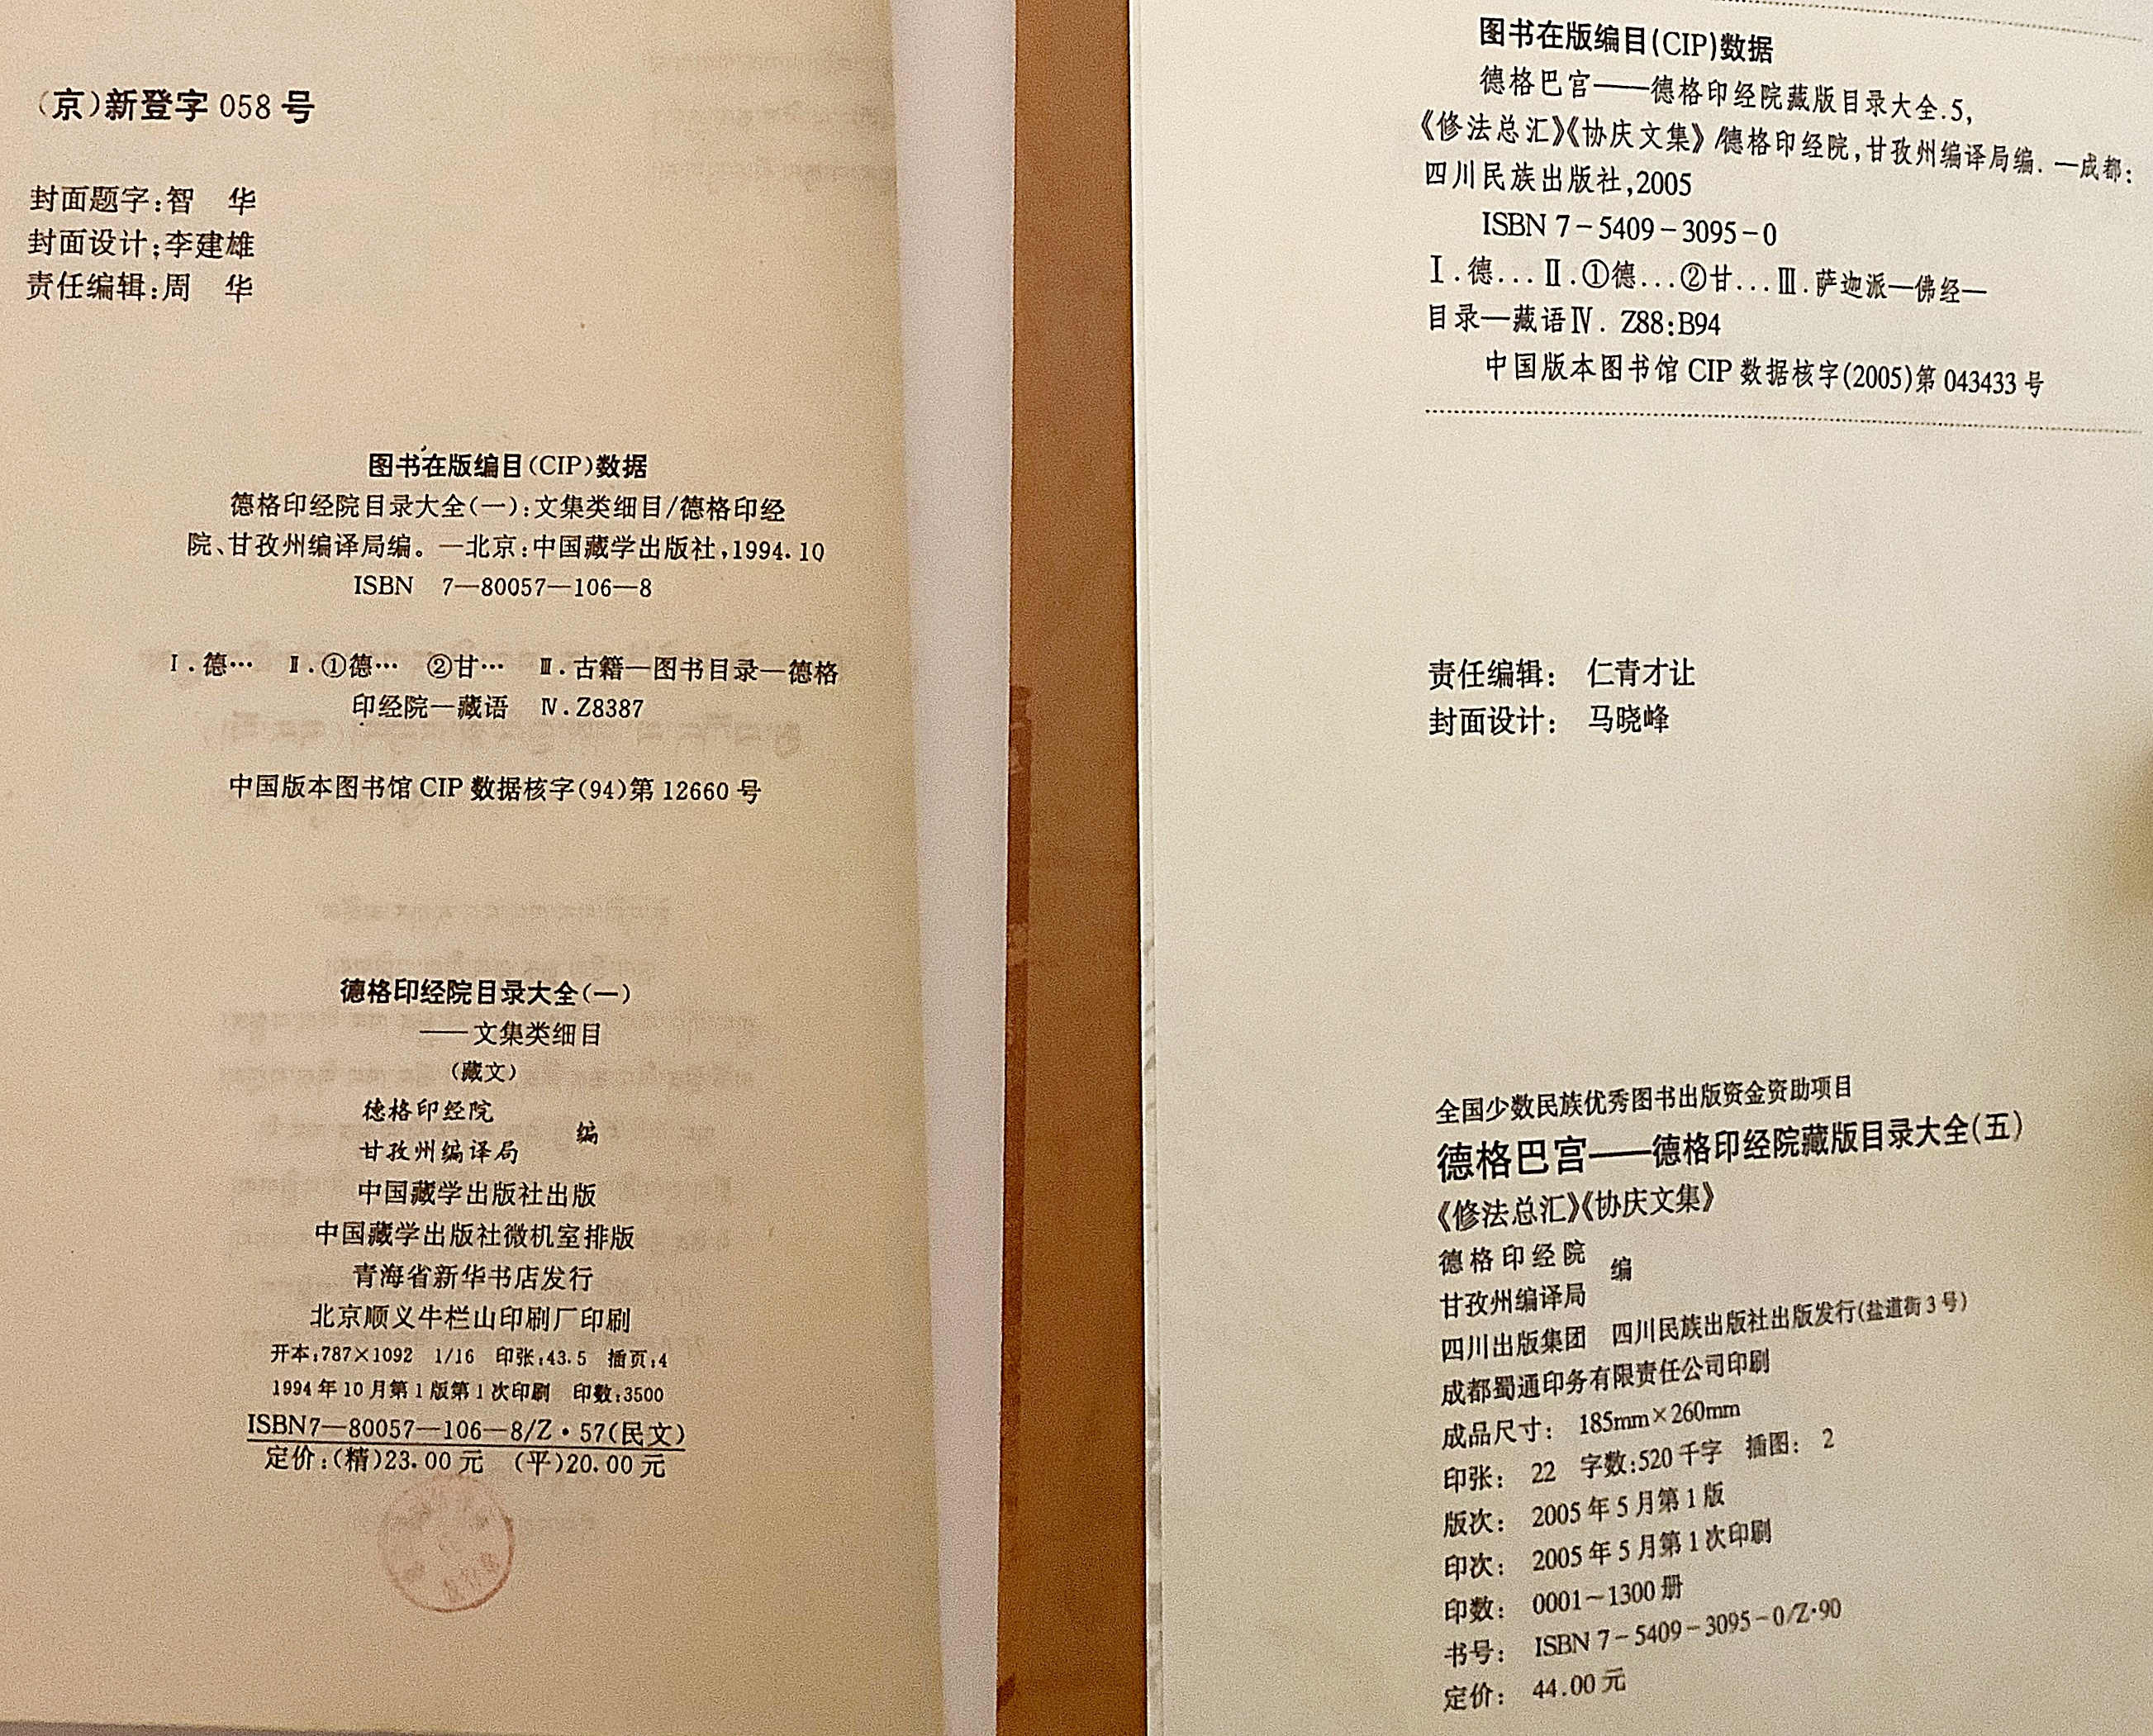 （京）新登字 058 号
封面题字:智　华
封面设计:李建雄
责任编辑:周　华
图书在版编目(CIP)数据
德格印经院目录大全(一):文集类细目/德格印经
院、甘孜州编译局编。—北京:中国藏学出版社,1994.10
ISBN　7—80057—106—8
Ⅰ.德…　Ⅱ.①德…　②甘…　Ⅲ.古籍—图书目录—德格
印经院—藏语　Ⅳ.Z8387
中国版本图书馆 CIP 数据核字(94)第 12660 号
德格印经院目录大全(一)
——文集类细目
(藏文)
德格印经院
甘孜州编译局
编
中国藏学出版社出版
中国藏学出版社微机室排版
青海省新华书店发行
北京顺义牛栏山印刷厂印刷
开本:787×1092　1/16　印张:43.5　插页:4
1994 年 10 月第 1 版第 1 次印刷　印数:3500
ISBN7—80057—106—8/Z·57(民文)
定价:(精)23.00 元　(平)20.00 元
图书在版编目(CIP)数据
德格巴宫——德格印经院藏版目录大全.5,
《修法总汇》《协庆文集》/德格印经院,甘孜州编译局编.—成都:
四川民族出版社,2005
ISBN 7-5409-3095-0
Ⅰ.德...Ⅱ.①德...②甘...Ⅲ.萨迦派—佛经—
目录—藏语Ⅳ. Z88:B94
中国版本图书馆 CIP 数据核字(2005)第 043433 号
责任编辑:　仁青才让
封面设计:　马晓峰
全国少数民族优秀图书出版资金资助项目
德格巴宫——德格印经院藏版目录大全(五)
《修法总汇》《协庆文集》
德格印经院
甘孜州编译局
编
四川出版集团　四川民族出版社出版发行(盐道街 3 号)
成都蜀通印务有限责任公司印刷
成品尺寸:　185mm×260mm
印张:　22　字数:520 千字　插图:　2
版次:　2005 年 5 月第 1 版
印次:　2005 年 5 月第 1 次印刷
印数:　0001～1300 册
书号:　ISBN 7-5409-3095-0/Z·90
定价:　44.00 元